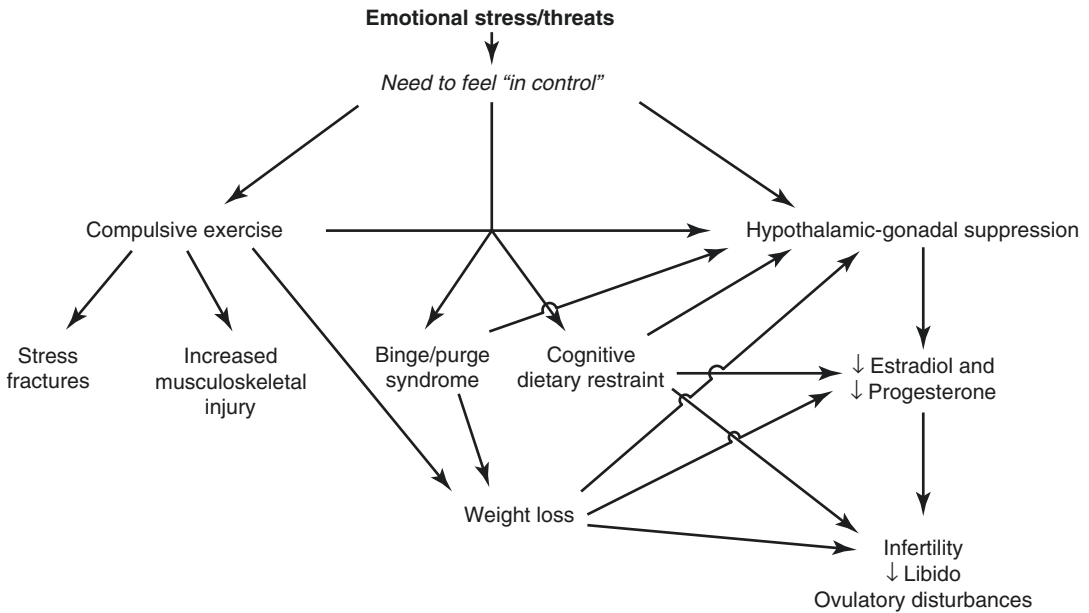 Emotional stress/threats
Need to feel “in control”
Compulsive exercise
Hypothalamic-gonadal suppression
Stress
fractures
Increased
musculoskeletal
injury
Binge/purge
syndrome
Cognitive
dietary restraint
↓ Estradiol and
↓ Progesterone
Weight loss
Infertility
↓ Libido
Ovulatory disturbances